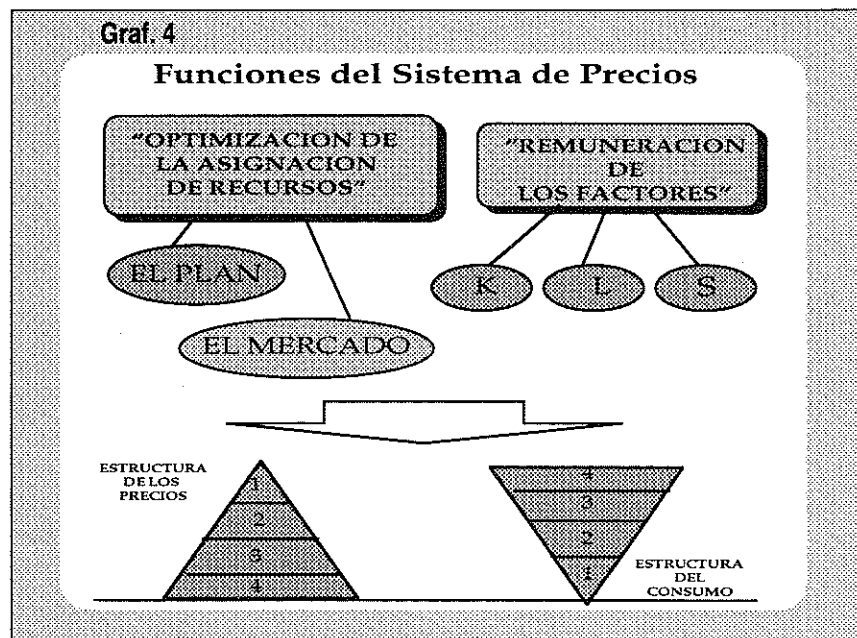 Graf. 4
Funciones del Sistema de Precios
"OPTIMIZACION DE
LA ASIGNACION
DE RECURSOS"
"REMUNERACION
DE
LOS FACTORES"
EL PLAN
EL MERCADO
K
L
S
ESTRUCTURA
DE LOS
PRECIOS
1
2
3
4
4
3
2
1
ESTRUCTURA
DEL
CONSUMO